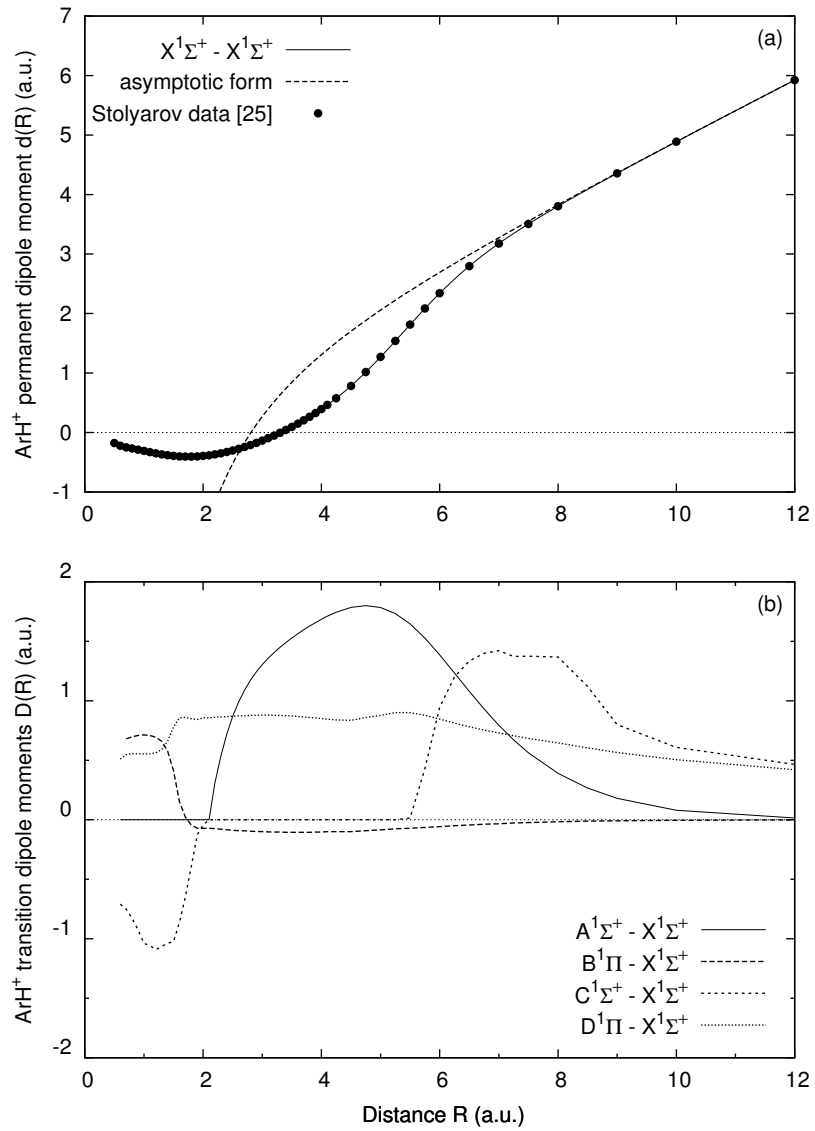 7
6
5
4
3
2
1
0
-1
ArH⁺ permanent dipole moment d(R) (a.u.)
(a)
X¹Σ⁺ - X¹Σ⁺
asymptotic form
Stolyarov data [25]
0 2 4 6 8 10 12
2
1
0
-1
-2
ArH⁺ transition dipole moments D(R) (a.u.)
(b)
A¹Σ⁺ - X¹Σ⁺
B¹Π - X¹Σ⁺
C¹Σ⁺ - X¹Σ⁺
D¹Π - X¹Σ⁺
0 2 4 6 8 10 12
Distance R (a.u.)